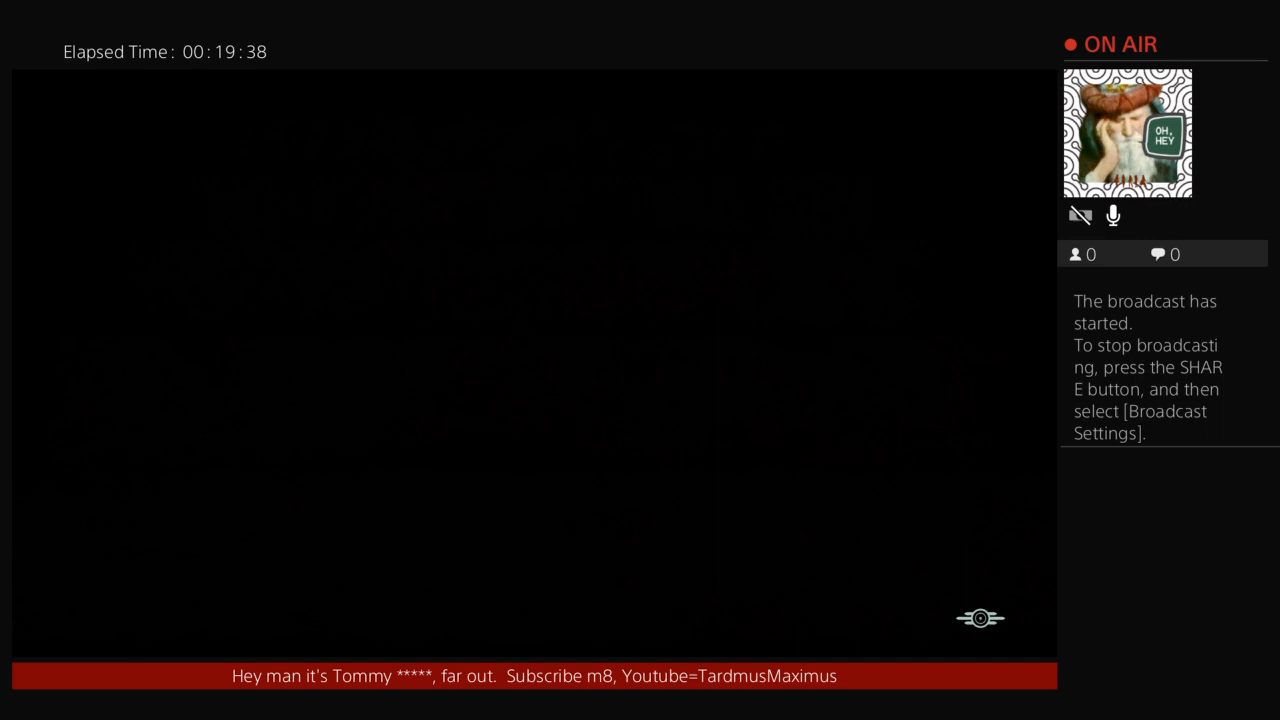 Elapsed Time: 00:19:38
ON AIR
OH,
HEY
0 0
The broadcast has
started.
To stop broadcasti
ng, press the SHAR
E button, and then
select [Broadcast
Settings].
Hey man it's Tommy *****, far out. Subscribe m8, Youtube=TardmusMaximus